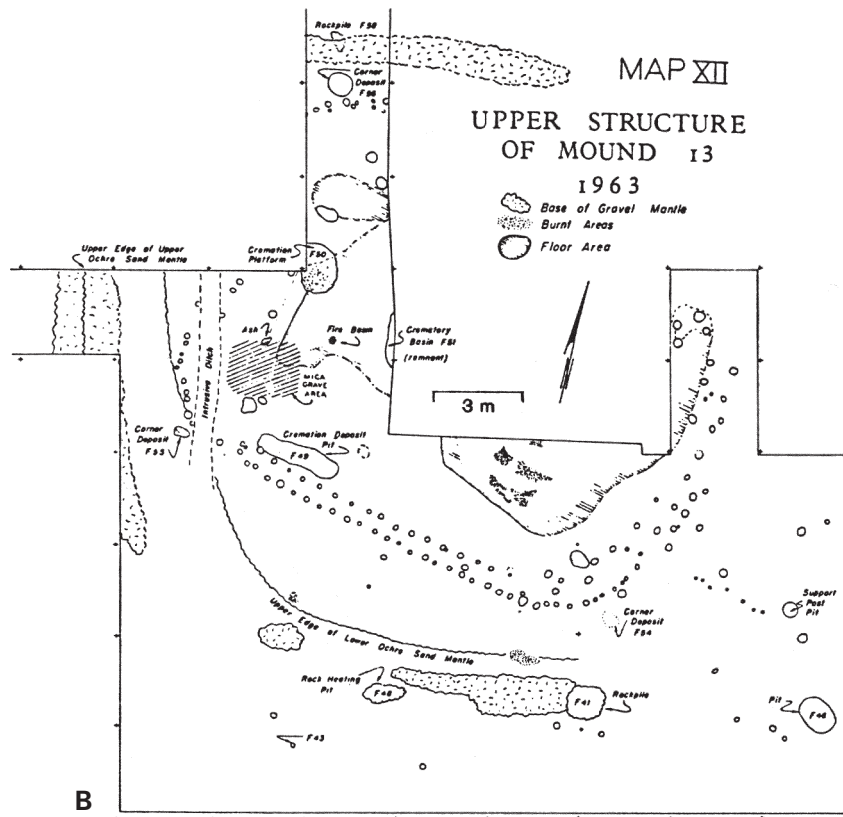 Rockpile F58
Corner
Deposit
F56
MAP XII
UPPER STRUCTURE
OF MOUND 13
1963
Base of Gravel Mantle
Burnt Areas
Floor Area
Upper Edge of Upper
Ochre Sand Mantle
Cremation
Platform
F50
Ash
Fire Basin
Crematory
Basin F51
(remnant)
MICA
GRAVE
AREA
Intrusive Ditch
3 m
Corner
Deposit
F55
Cremation Deposit
Pit
F49
Support
Post
Pit
Corner
Deposit
F54
Upper Edge of Lower Ochre Sand Mantle
Rock Heating
Pit
F48
F41
Rockpile
Pit
F43
B